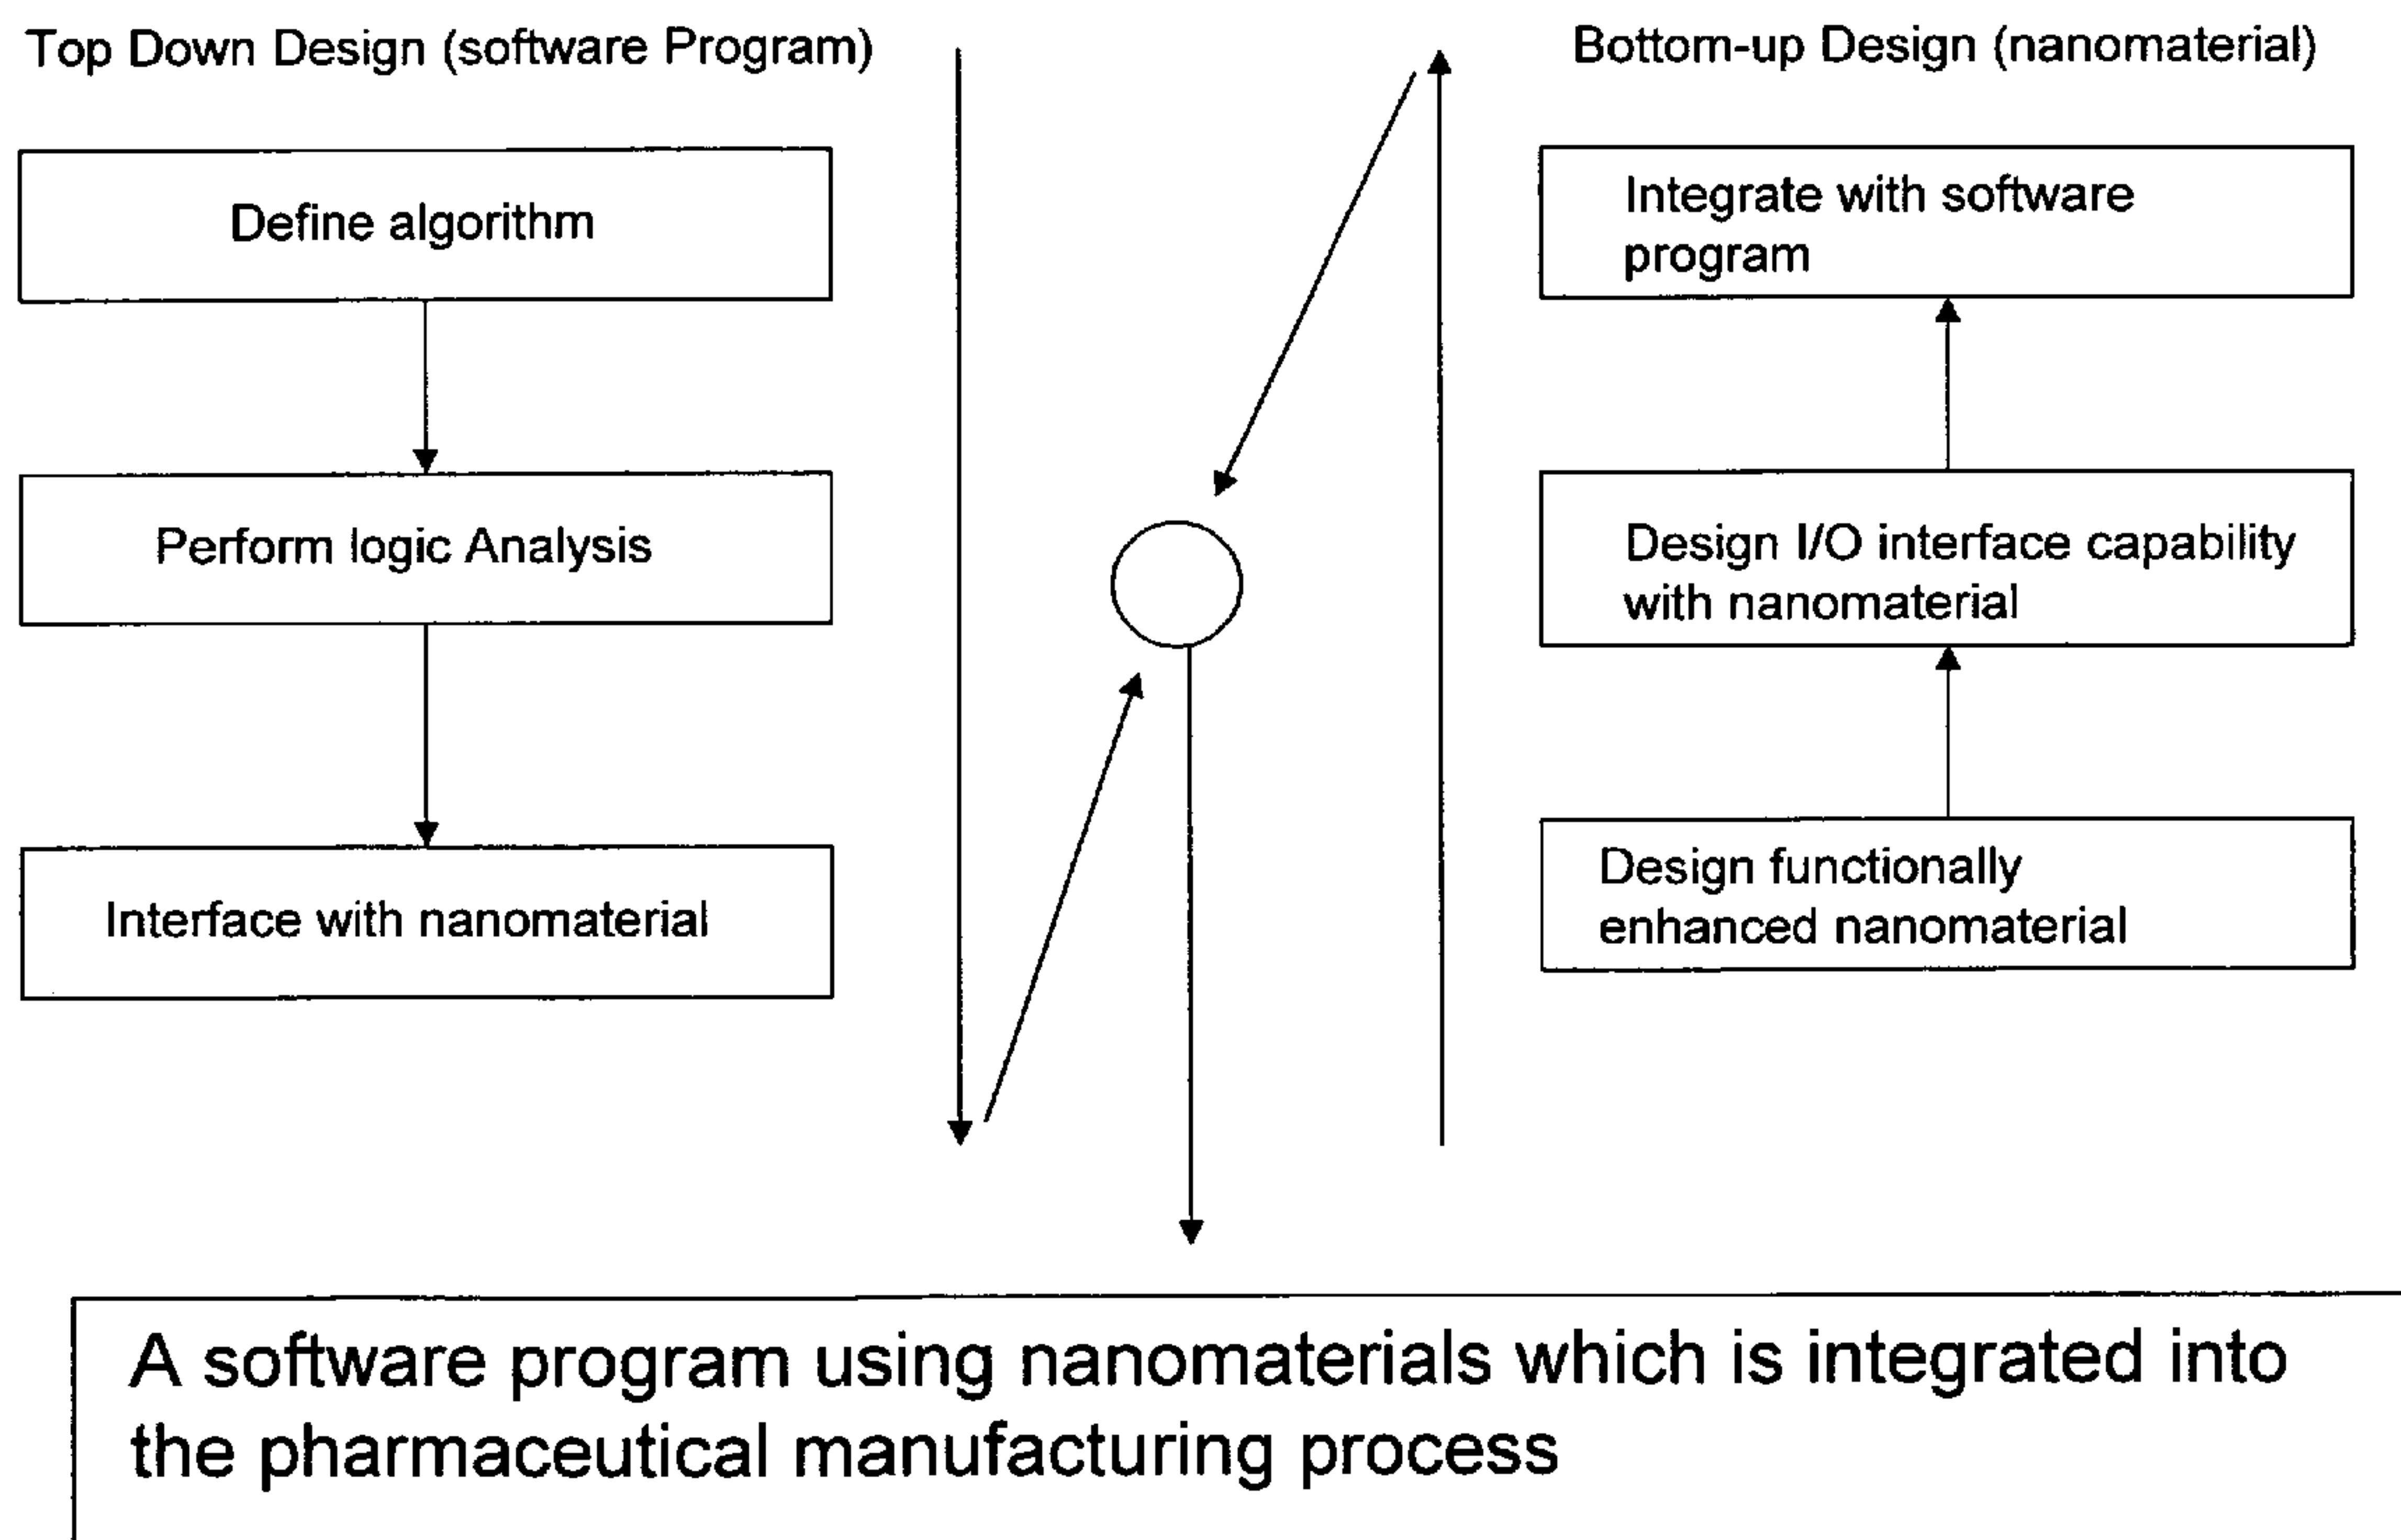 Top Down Design (software Program)
Define algorithm
Perform logic Analysis
Interface with nanomaterial
Bottom-up Design (nanomaterial)
Integrate with software
program
Design I/O interface capability
with nanomaterial
Design functionally
enhanced nanomaterial
A software program using nanomaterials which is integrated into
the pharmaceutical manufacturing process